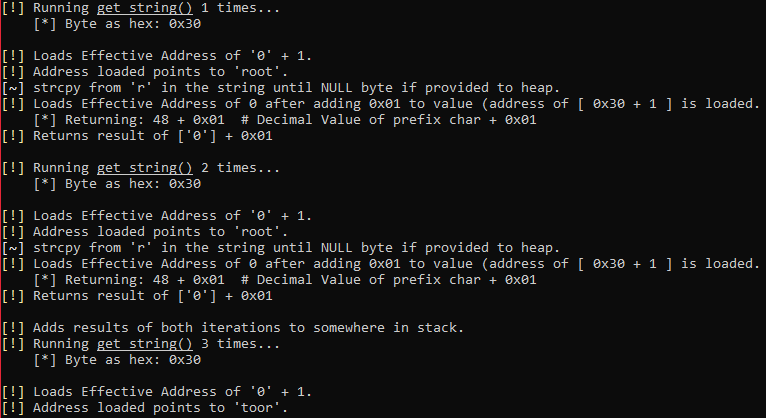 [!] Running get string() 1 times...
[*] Byte as hex: 0x30
[!] Loads Effective Address of '0' + 1.
[!] Address loaded points to 'root'.
[~] strcpy from 'r' in the string until NULL byte if provided to heap.
[!] Loads Effective Address of 0 after adding 0x01 to value (address of [ 0x30 + 1 ] is loaded.
[*] Returning: 48 + 0x01  # Decimal Value of prefix char + 0x01
[!] Returns result of ['0'] + 0x01
[!] Running get string() 2 times...
[*] Byte as hex: 0x30
[!] Loads Effective Address of '0' + 1.
[!] Address loaded points to 'root'.
[~] strcpy from 'r' in the string until NULL byte if provided to heap.
[!] Loads Effective Address of 0 after adding 0x01 to value (address of [ 0x30 + 1 ] is loaded.
[*] Returning: 48 + 0x01  # Decimal Value of prefix char + 0x01
[!] Returns result of ['0'] + 0x01
[!] Adds results of both iterations to somewhere in stack.
[!] Running get string() 3 times...
[*] Byte as hex: 0x30
[!] Loads Effective Address of '0' + 1.
[!] Address loaded points to 'toor'.